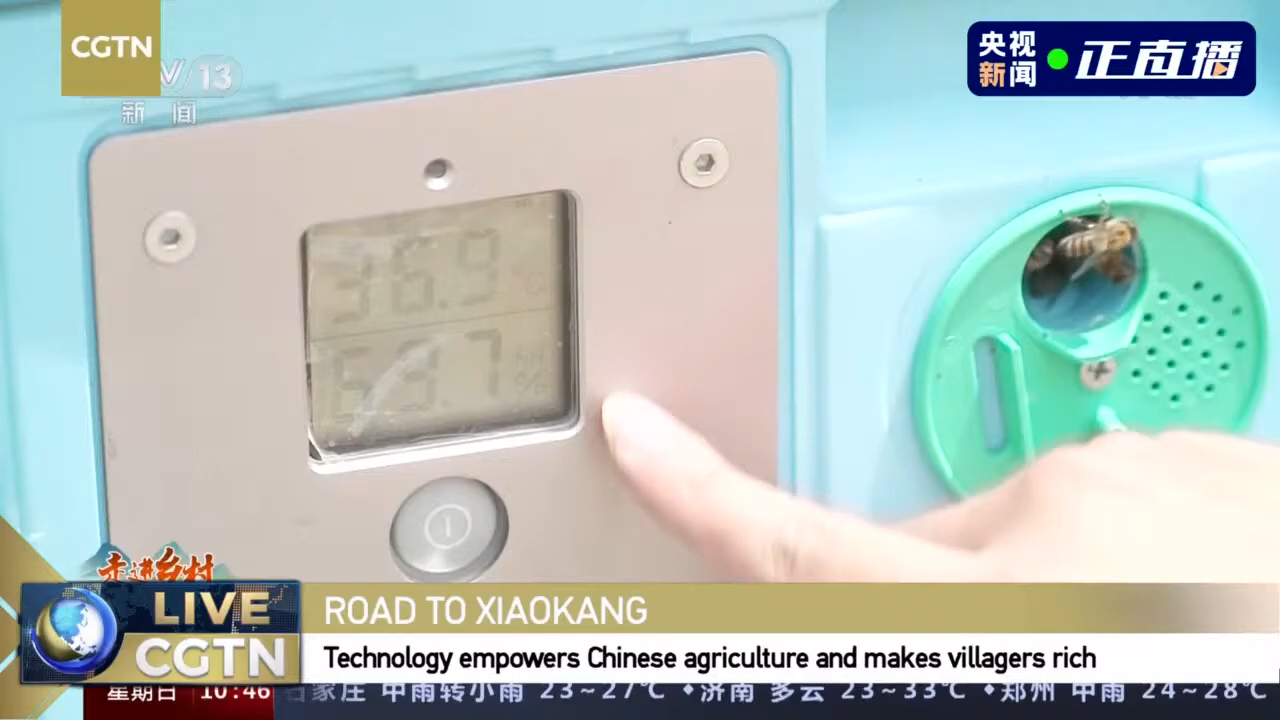 CGTN
V/13
新闻
央视
新闻
正直播
36.9
53.7
走进乡村
LIVE
CGTN
ROAD TO XIAOKANG
Technology empowers Chinese agriculture and makes villagers rich
星期日 10:46 石家庄 中雨转小雨 23~27℃ 济南 多云 23~33℃ 郑州 中雨 24~28℃